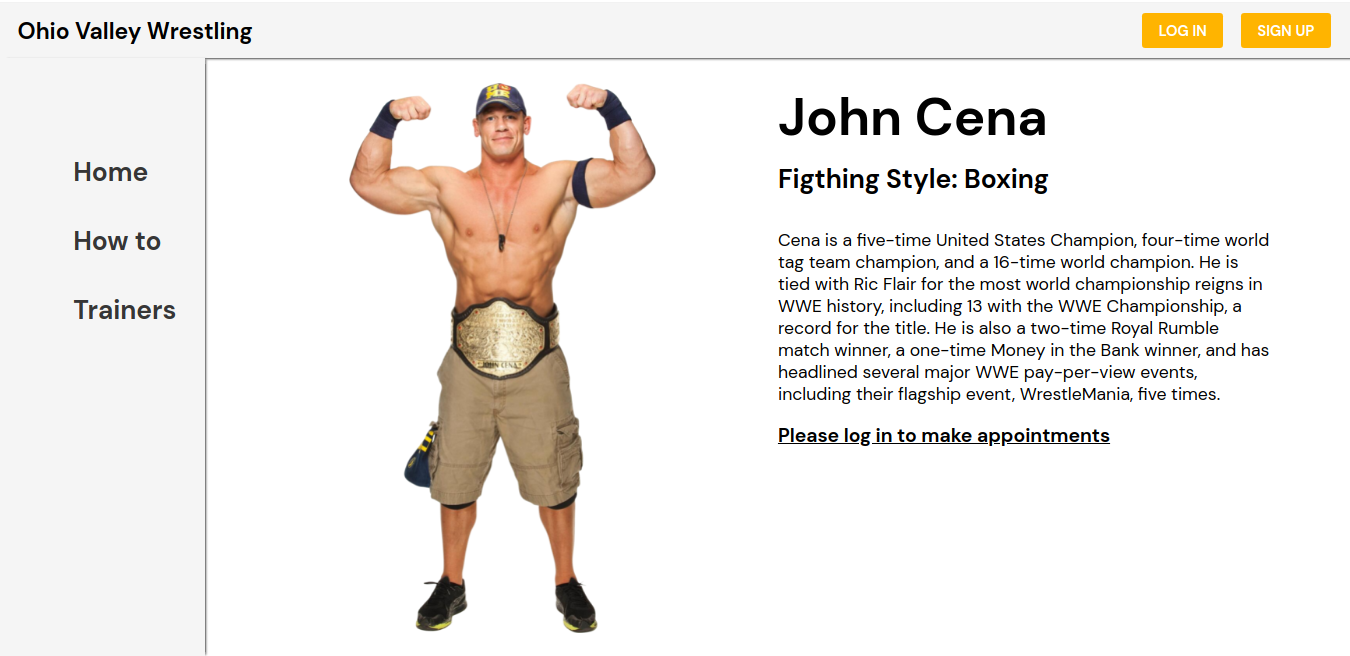 Ohio Valley Wrestling
LOG IN
SIGN UP
Home
How to
Trainers
John Cena
Figthing Style: Boxing
Cena is a five-time United States Champion, four-time world
tag team champion, and a 16-time world champion. He is
tied with Ric Flair for the most world championship reigns in
WWE history, including 13 with the WWE Championship, a
record for the title. He is also a two-time Royal Rumble
match winner, a one-time Money in the Bank winner, and has
headlined several major WWE pay-per-view events,
including their flagship event, WrestleMania, five times.
Please log in to make appointments
JOHN CENA